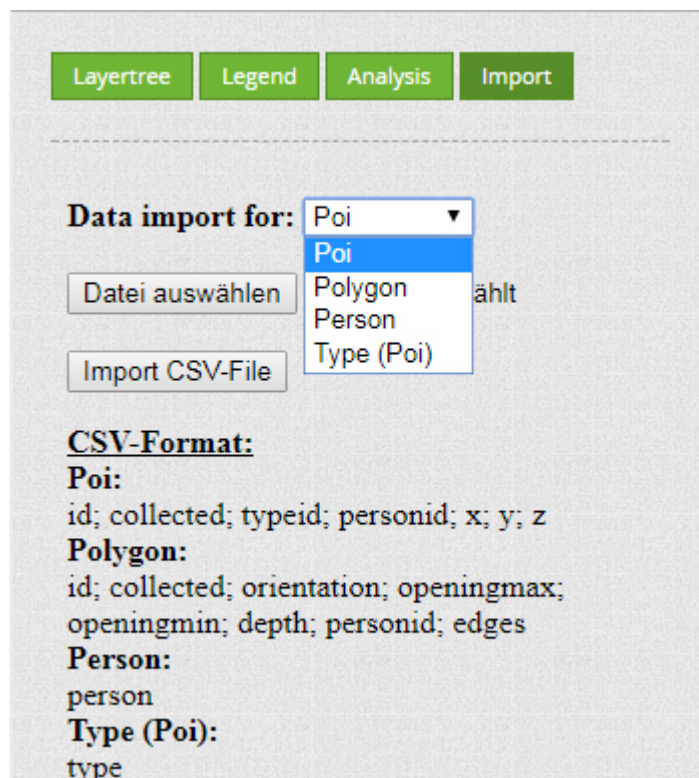 Layertree Legend Analysis Import
Data import for: Poi
Poi
Datei auswählen Polygon ählt
Person
Type (Poi)
Import CSV-File
CSV-Format:
Poi:
id; collected; typeid; personid; x; y; z
Polygon:
id; collected; orientation; openingmax;
openingmin; depth; personid; edges
Person:
person
Type (Poi):
type